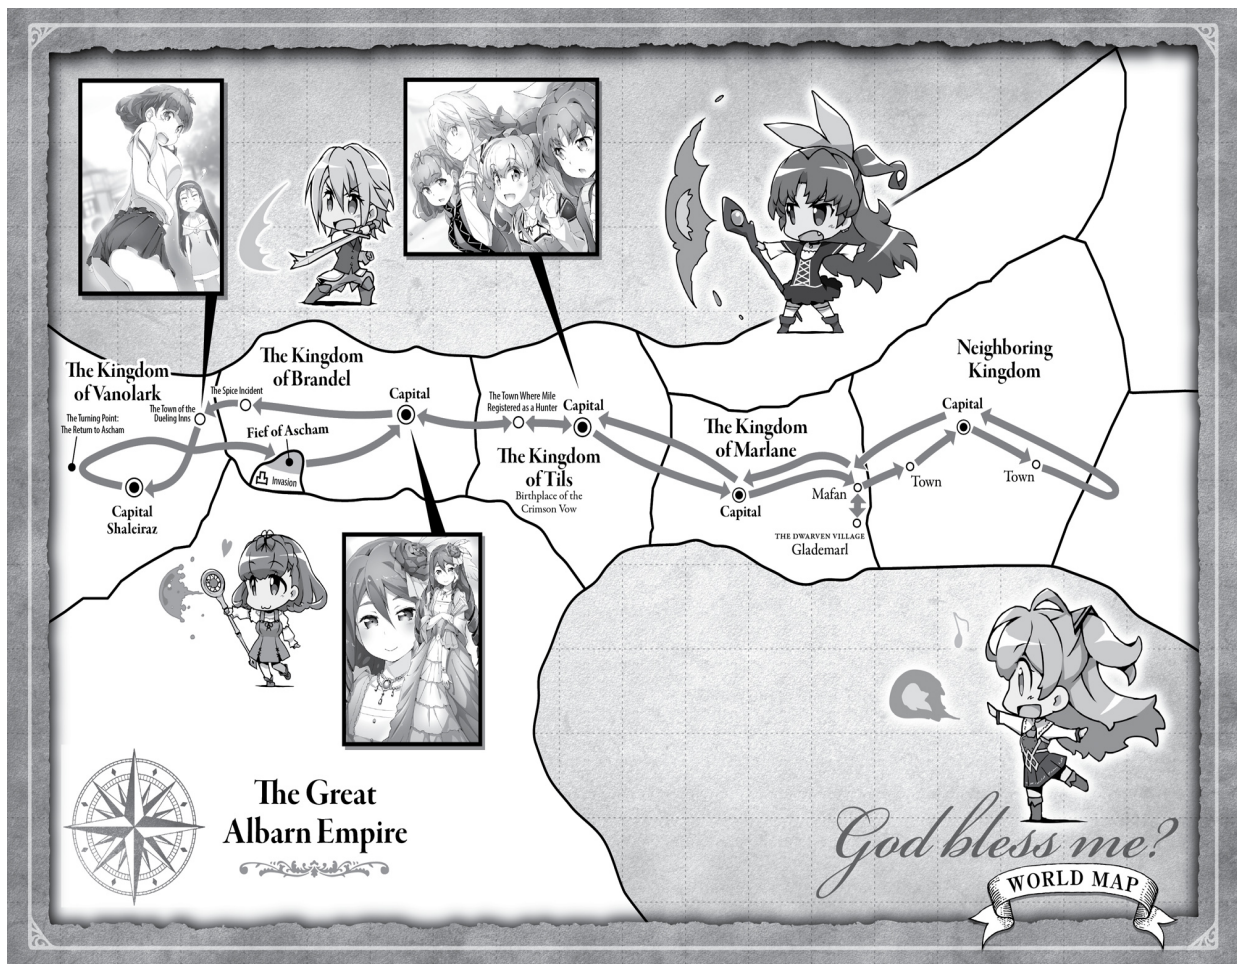 The Kingdom
of Vanolark
The Turning Point:
The Return to Ascham
The Town of the
Dueling Inns
Capital
Shaleiraz
The Kingdom
of Brandel
The Spice Incident
Capital
Fief of Ascham
Invasion
The Town Where Mile
Registered as a Hunter
Capital
The Kingdom
of Tils
Birthplace of the
Crimson Vow
The Kingdom
of Marlane
Capital
Mafan
THE DWARVEN VILLAGE
Glademarl
Neighboring
Kingdom
Capital
Town
Town
The Great
Albarn Empire
God bless me?
WORLD MAP